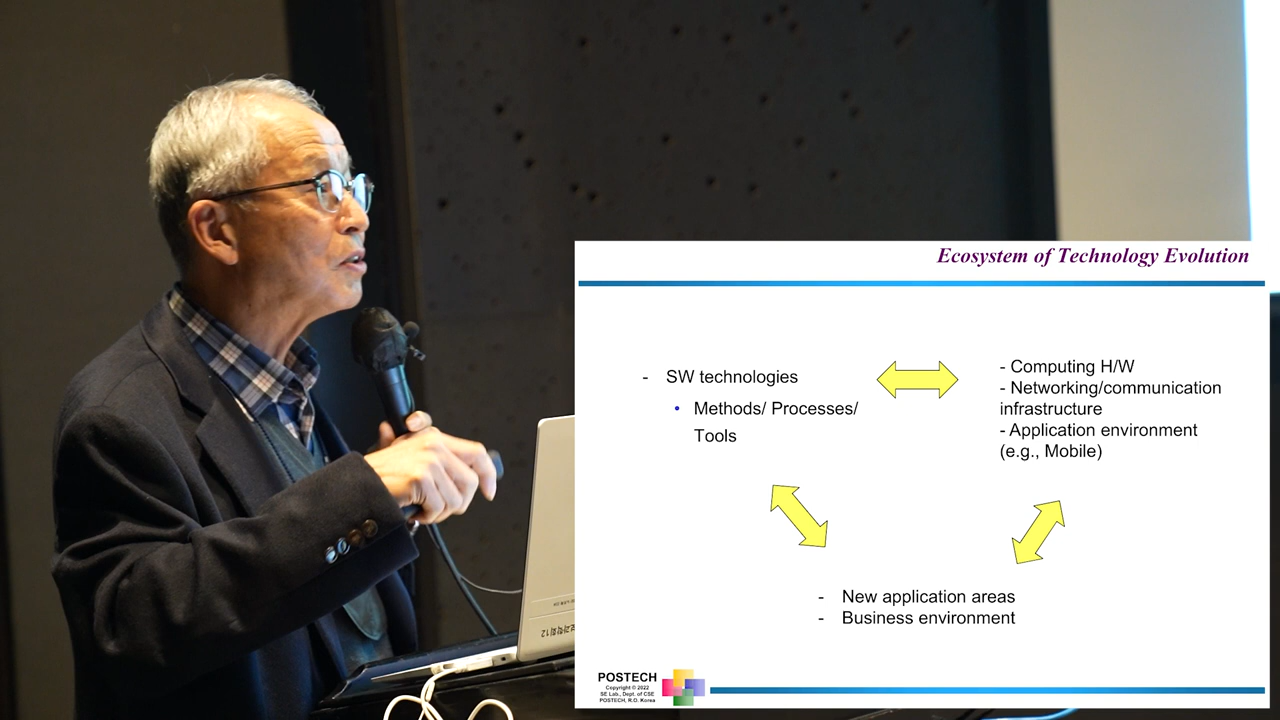 Ecosystem of Technology Evolution
- SW technologies
• Methods/ Processes/
Tools
- Computing H/W
- Networking/communication
infrastructure
- Application environment
(e.g., Mobile)
- New application areas
- Business environment
POSTECH
Copyright © 2022
SE Lab., Dept. of CSE
POSTECH, R.O. Korea